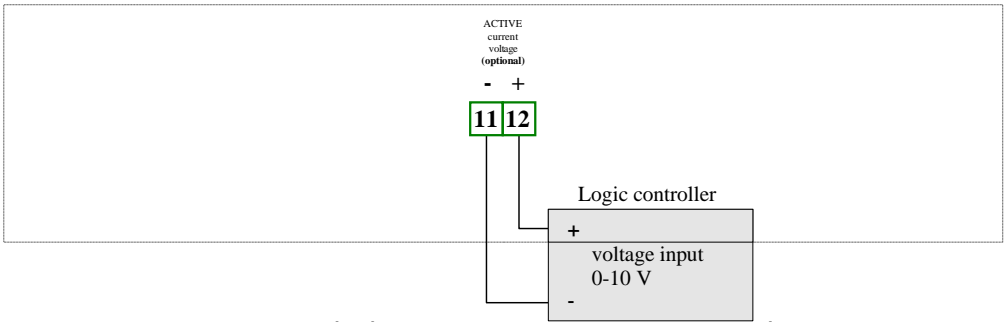 ACTIVE
current
voltage
(optional)
- +
11 12
Logic controller
+
voltage input
0-10 V
-